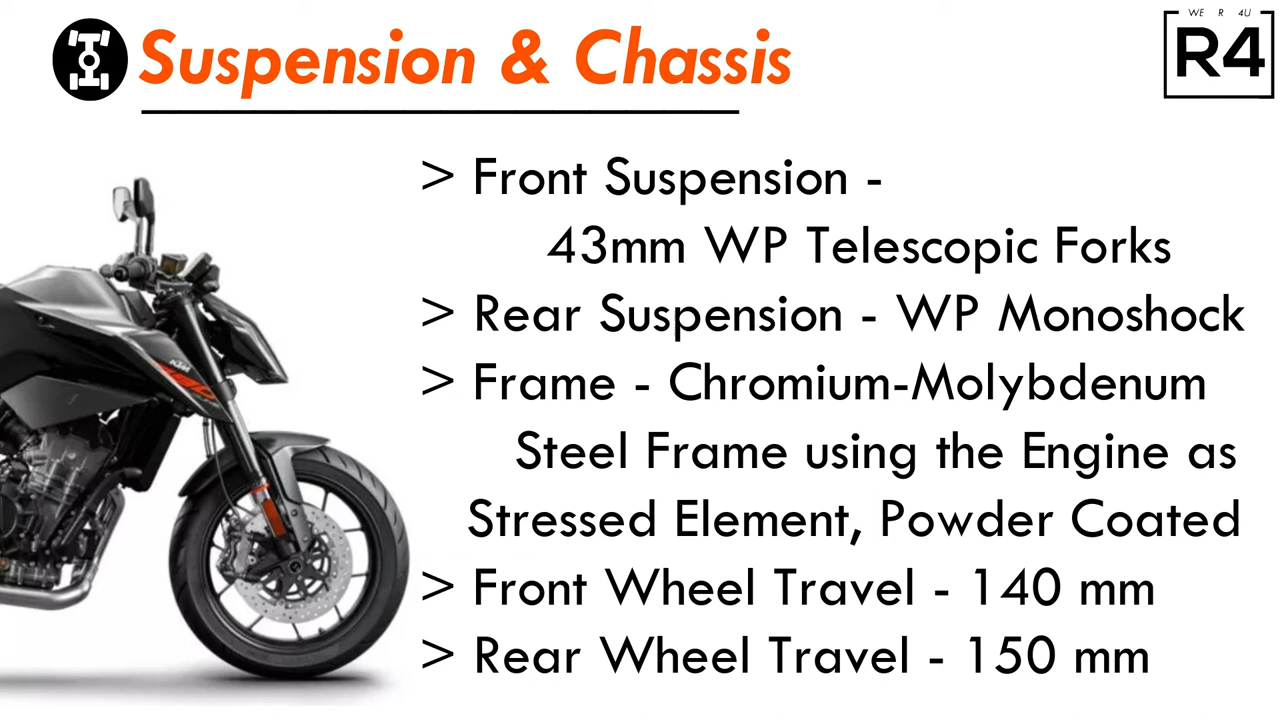 Suspension & Chassis
WE R 4U
R4
> Front Suspension -
43mm WP Telescopic Forks
> Rear Suspension - WP Monoshock
> Frame - Chromium-Molybdenum
Steel Frame using the Engine as
Stressed Element, Powder Coated
> Front Wheel Travel - 140 mm
> Rear Wheel Travel - 150 mm
KTM